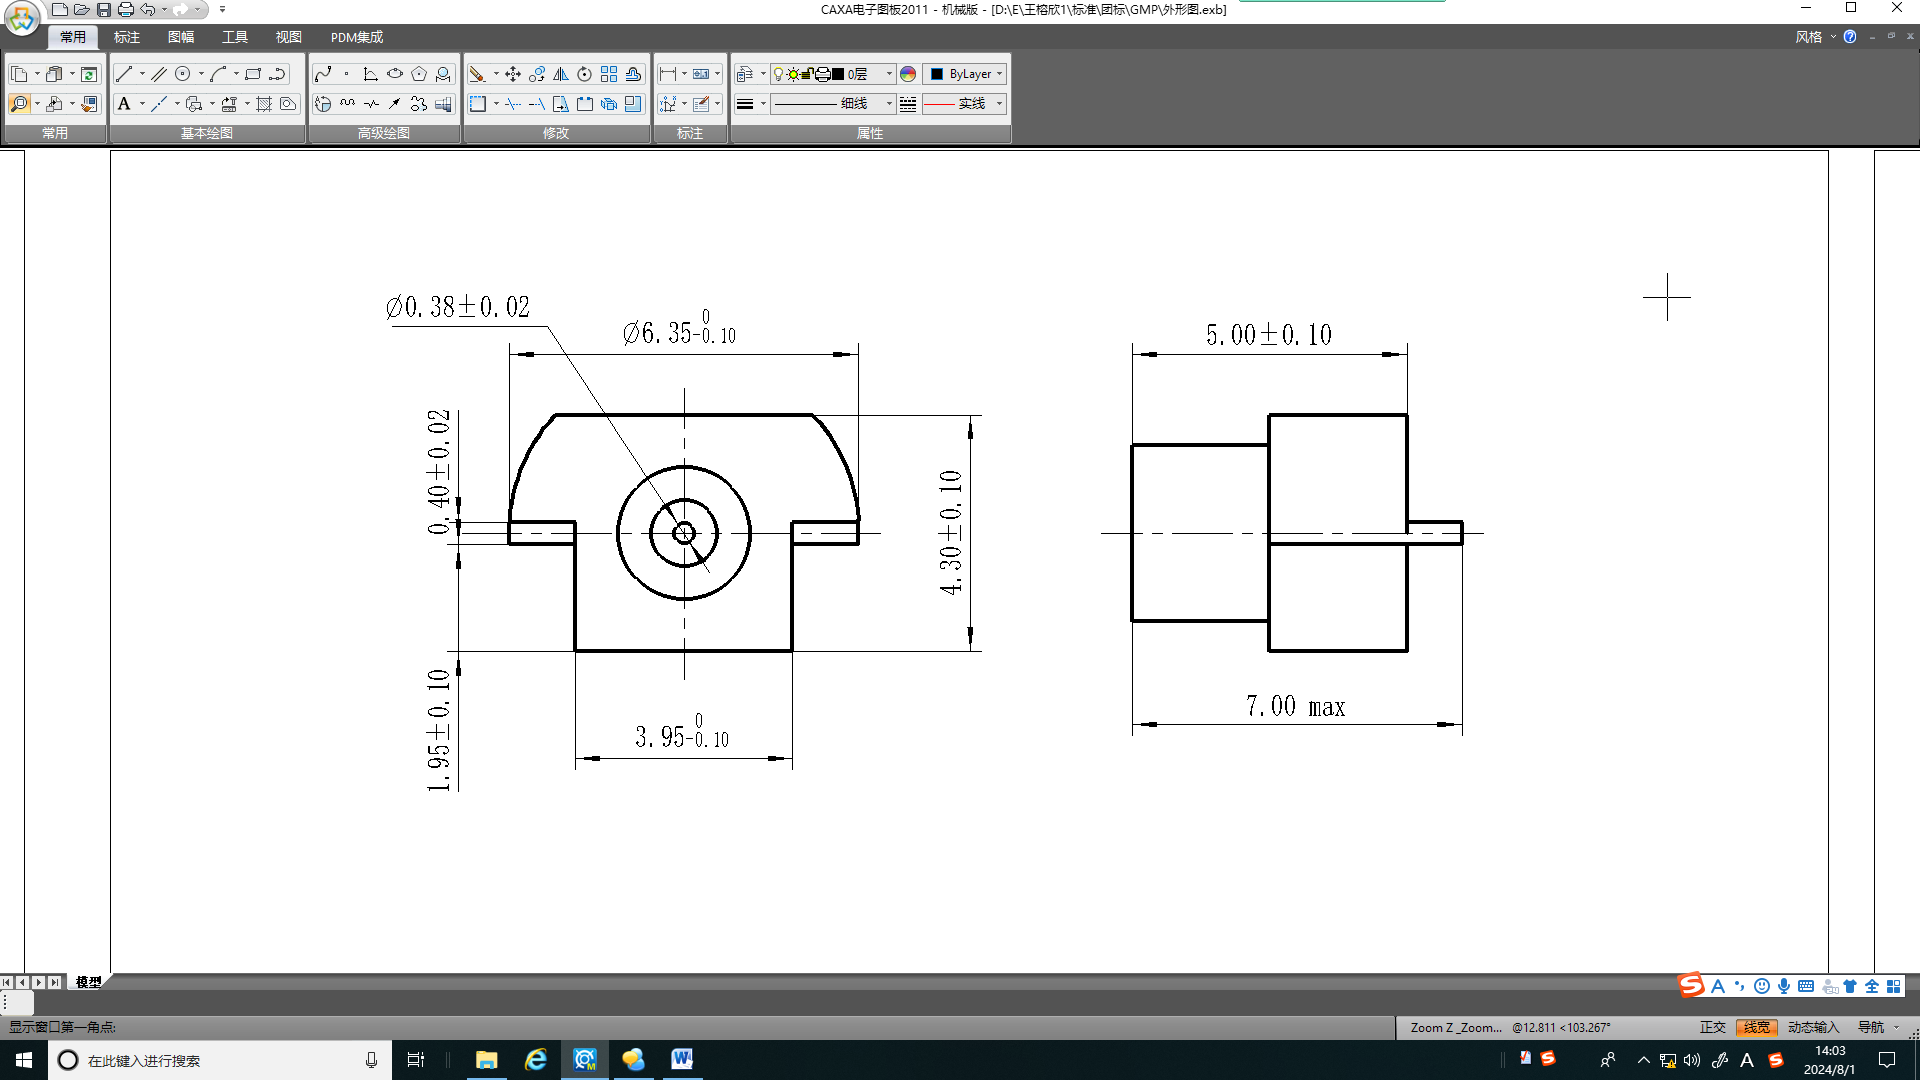 CAXA电子图板2011 - 机械版 - [D:\E\王榕欣1\标准\团标\GMP\外形图.exb]
常用 标注 图幅 工具 视图 PDM集成 风格
0层 ByLayer
A 细线 实线
常用 基本绘图 高级绘图 修改 标注 属性
∅0.38±0.02
∅6.35 0 -0.10
5.00±0.10
0.40±0.02
4.30±0.10
1.95±0.10
3.95 0 -0.10
7.00 max
模型
A 全
显示窗口第一角点: Zoom Z _Zoom... @12.811 <103.267° 正交 线宽 动态输入 导航
在此键入进行搜索
A
14:03
2024/8/1